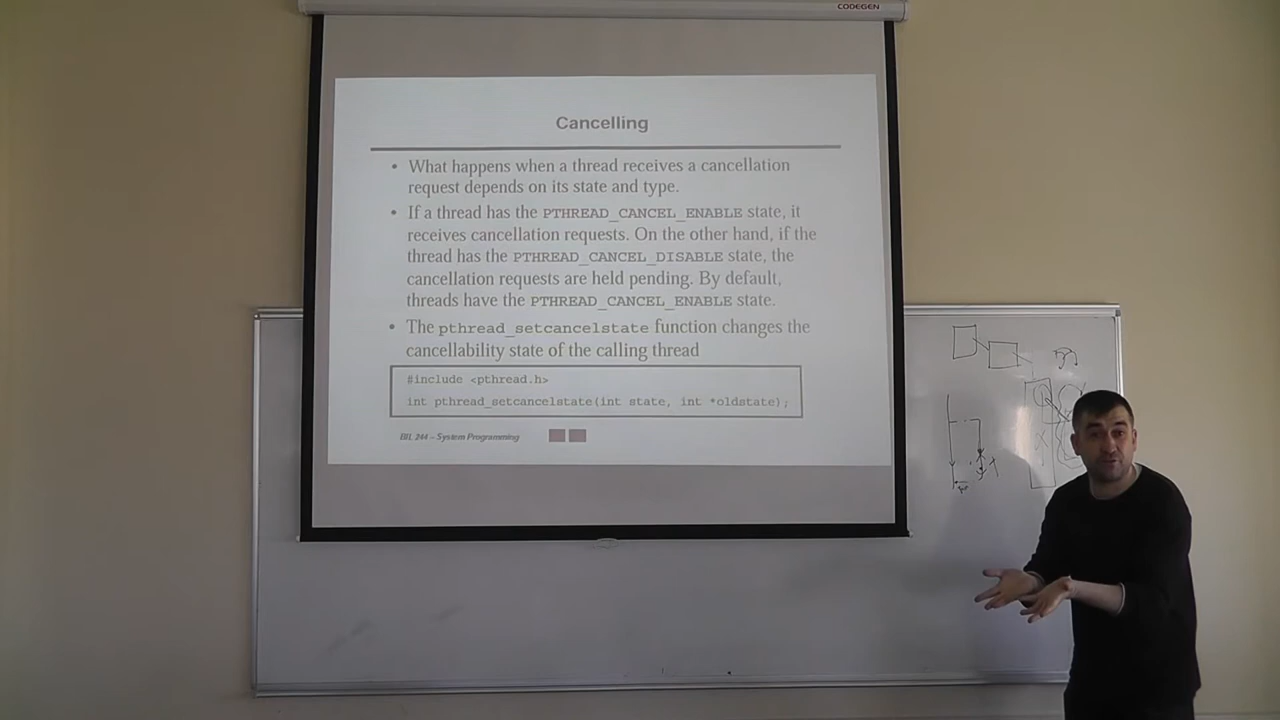 CODEGEN
Cancelling
• What happens when a thread receives a cancellation
request depends on its state and type.
• If a thread has the PTHREAD_CANCEL_ENABLE state, it
receives cancellation requests. On the other hand, if the
thread has the PTHREAD_CANCEL_DISABLE state, the
cancellation requests are held pending. By default,
threads have the PTHREAD_CANCEL_ENABLE state.
• The pthread_setcancelstate function changes the
cancellability state of the calling thread
#include <pthread.h>
int pthread_setcancelstate(int state, int *oldstate);
BIL 244 – System Programming